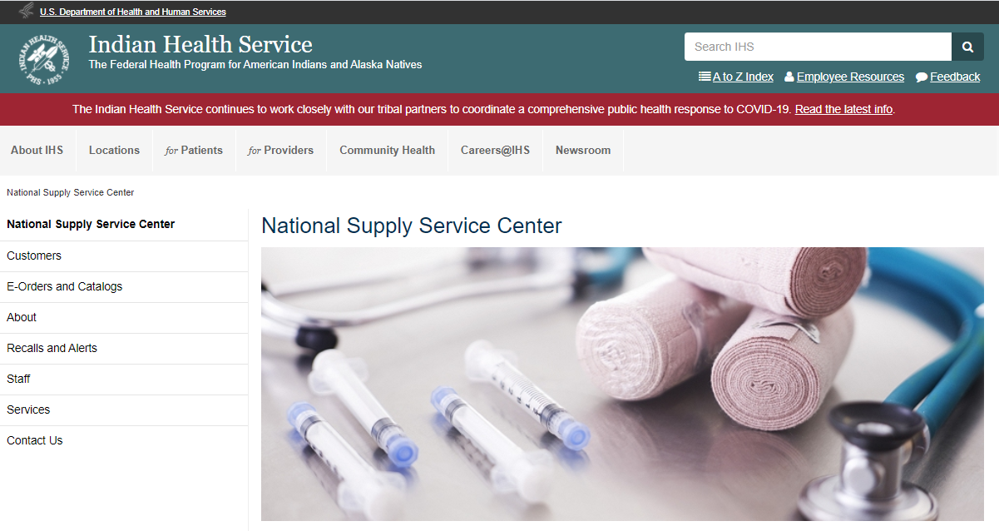 U.S. Department of Health and Human Services
INDIAN HEALTH SERVICE
PHS · 1955
Indian Health Service
The Federal Health Program for American Indians and Alaska Natives
Search IHS
A to Z Index Employee Resources Feedback
The Indian Health Service continues to work closely with our tribal partners to coordinate a comprehensive public health response to COVID-19. Read the latest info.
About IHS Locations for Patients for Providers Community Health Careers@IHS Newsroom
National Supply Service Center
National Supply Service Center
National Supply Service Center
Customers
E-Orders and Catalogs
About
Recalls and Alerts
Staff
Services
Contact Us